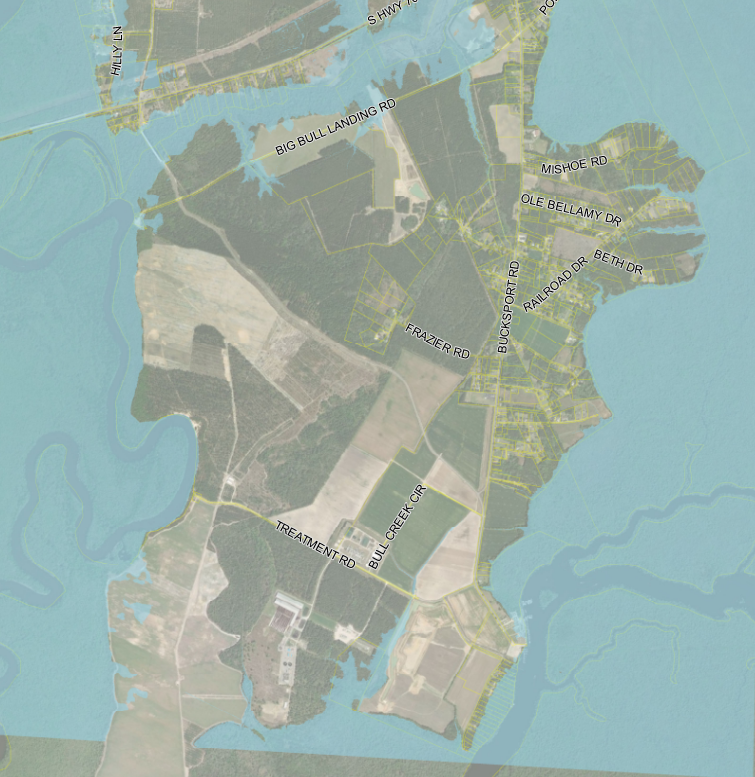 S HWY 70
HILLY LN
BIG BULL LANDING RD
MISHOE RD
OLE BELLAMY DR
BETH DR
RAILROAD DR
BUCKSPORT RD
FRAZIER RD
BULL CREEK CIR
TREATMENT RD